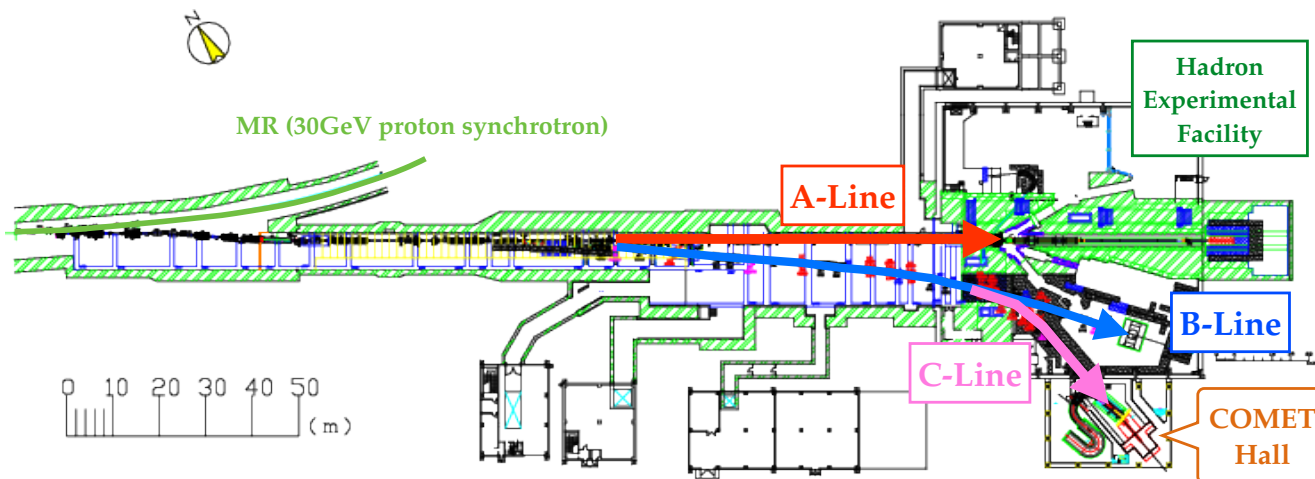 N
Hadron
Experimental
Facility
MR (30GeV proton synchrotron)
A-Line
B-Line
C-Line
0 10 20 30 40 50
(m)
COMET
Hall